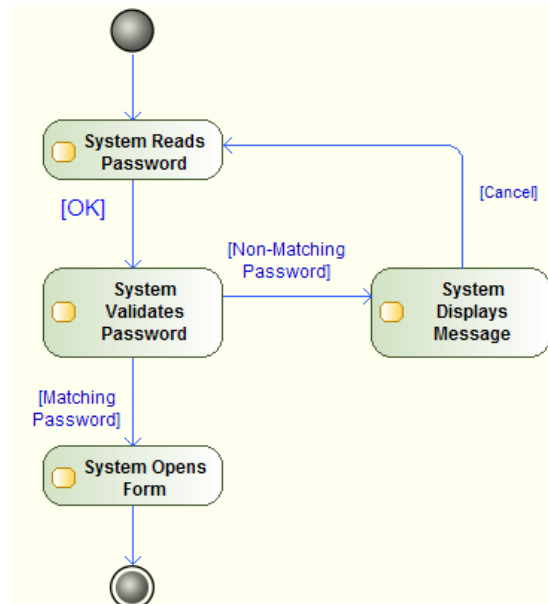 System Reads
Password
[OK]
[Cancel]
[Non-Matching
Password]
System
Validates
Password
System
Displays
Message
[Matching
Password]
System Opens
Form